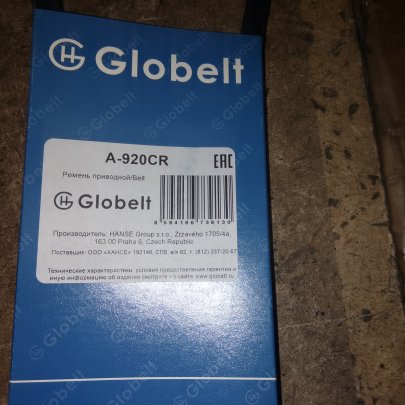 Globelt
A-920CR
EAC
Ремень приводной/Belt
Globelt
8594166739130
Производитель: HANSE Group s.r.o., Zrzavého 1705/4a,
163 00 Praha 6, Czech Republic
Поставщик: ООО «ХАНСЕ» 192148, СПб, а/я 82, т. (812) 337-20-67
Технические характеристики, условия предоставления гарантии и
иную информацию об изделии смотрите на сайте www.globelt.ru
Globelt